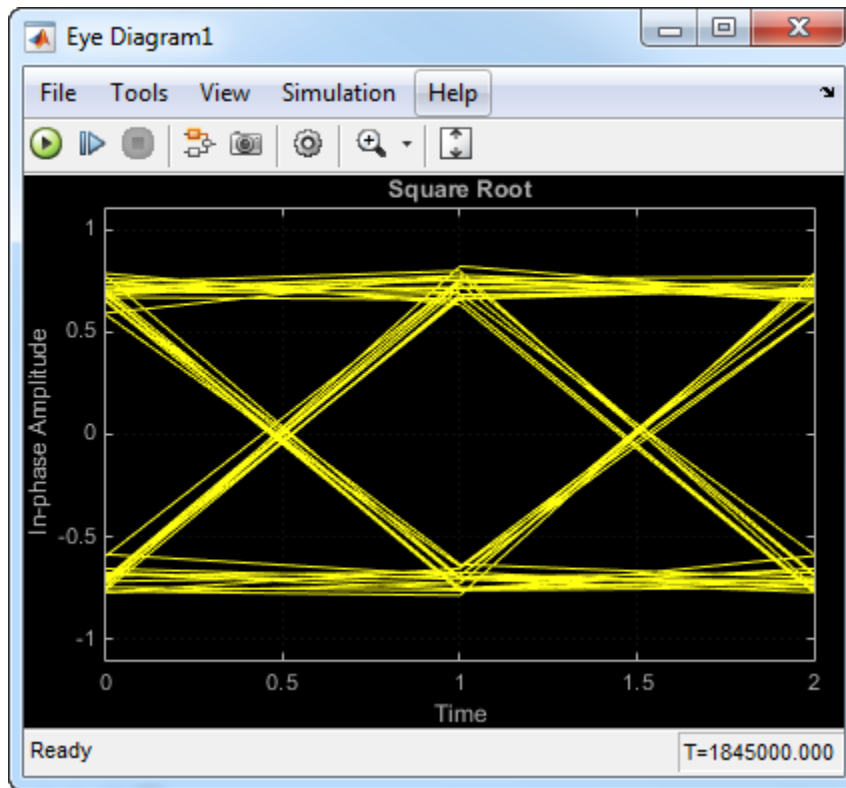 Eye Diagram1
File Tools View Simulation Help
Square Root
1
0.5
0
-0.5
-1
In-phase Amplitude
0 0.5 1 1.5 2
Time
Ready T=1845000.000